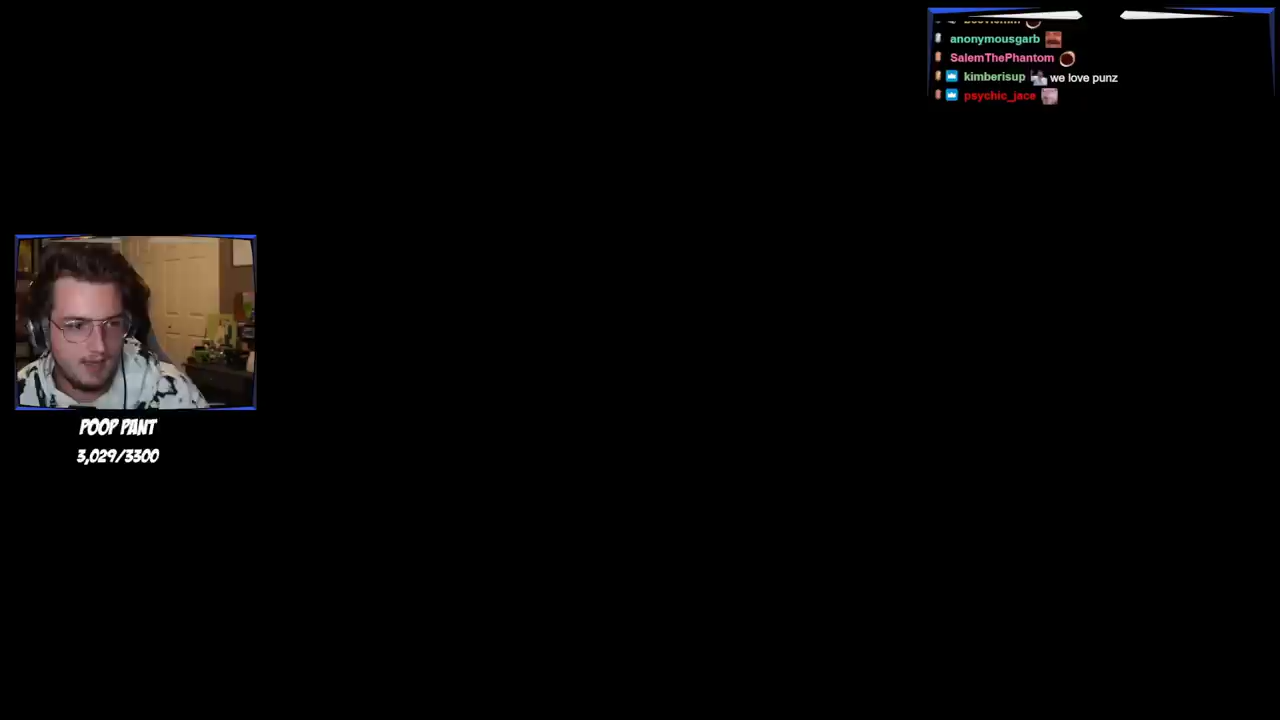 anonymousgarb
SalemThePhantom
kimberisup we love punz
psychic_jace
POOP PANT
3,029/3300